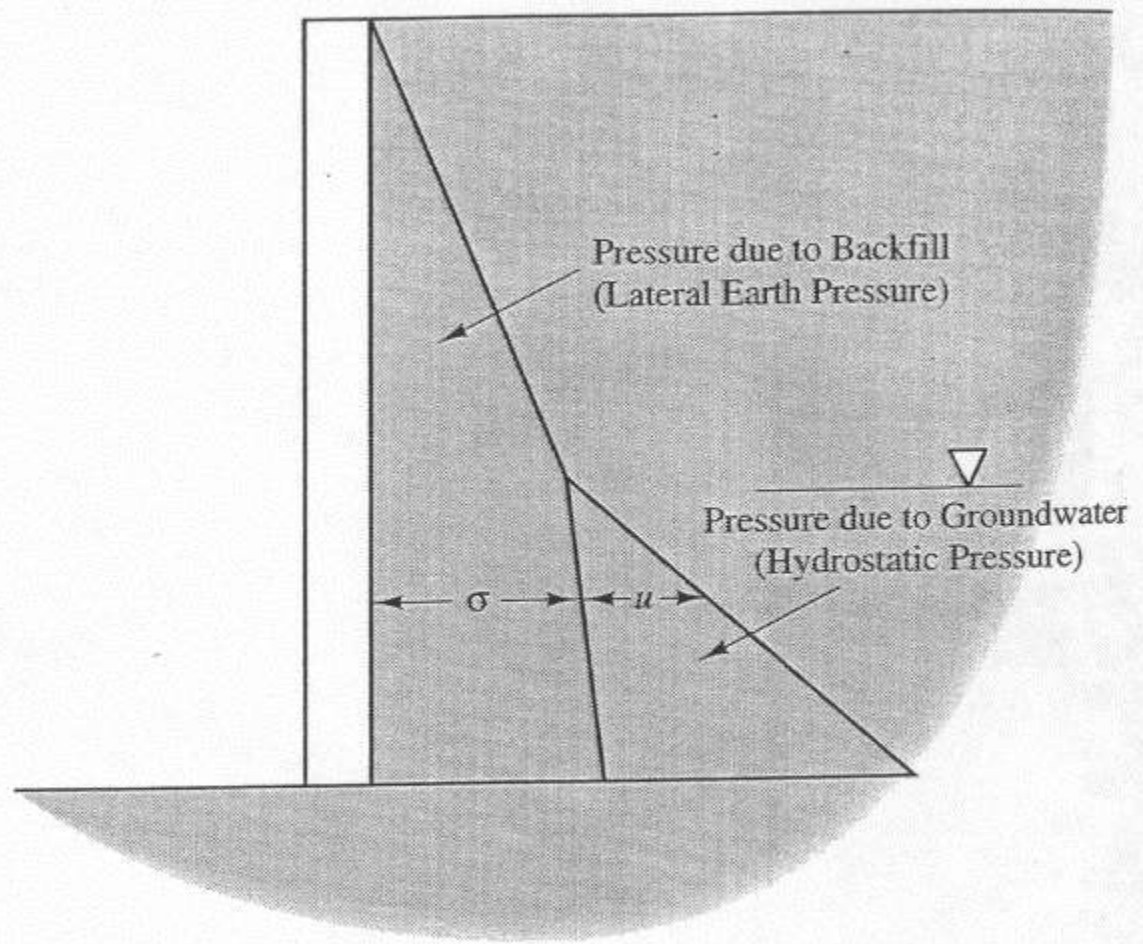 Pressure due to Backfill
(Lateral Earth Pressure)
Pressure due to Groundwater
(Hydrostatic Pressure)
σ
u